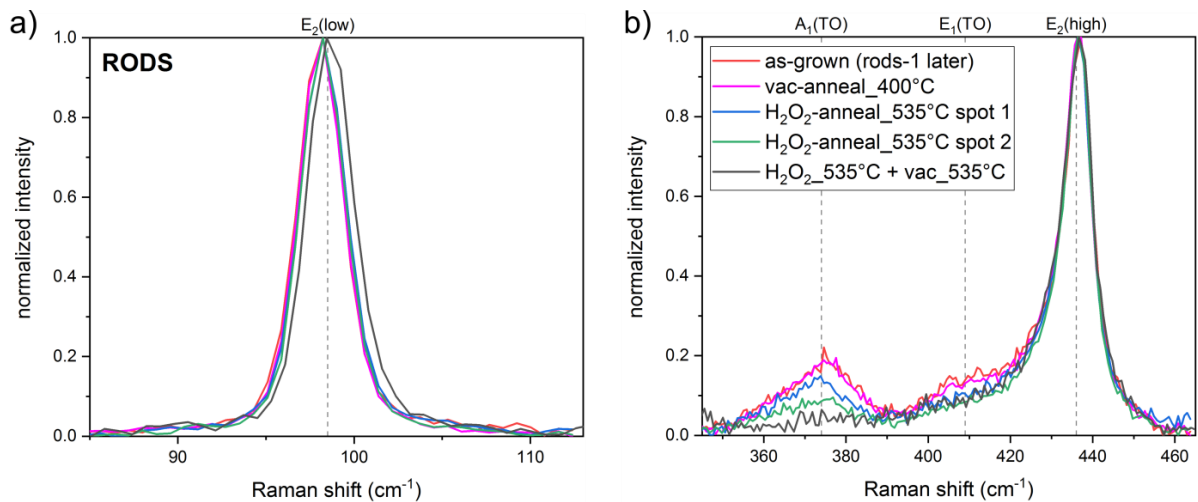 a)
E₂(low)
RODS
normalized intensity
1.0
0.8
0.6
0.4
0.2
0.0
90
100
110
Raman shift (cm⁻¹)
b)
A₁(TO)
E₁(TO)
E₂(high)
as-grown (rods-1 later)
vac-anneal_400°C
H₂O₂-anneal_535°C spot 1
H₂O₂-anneal_535°C spot 2
H₂O₂_535°C + vac_535°C
normalized intensity
1.0
0.8
0.6
0.4
0.2
0.0
360
380
400
420
440
460
Raman shift (cm⁻¹)